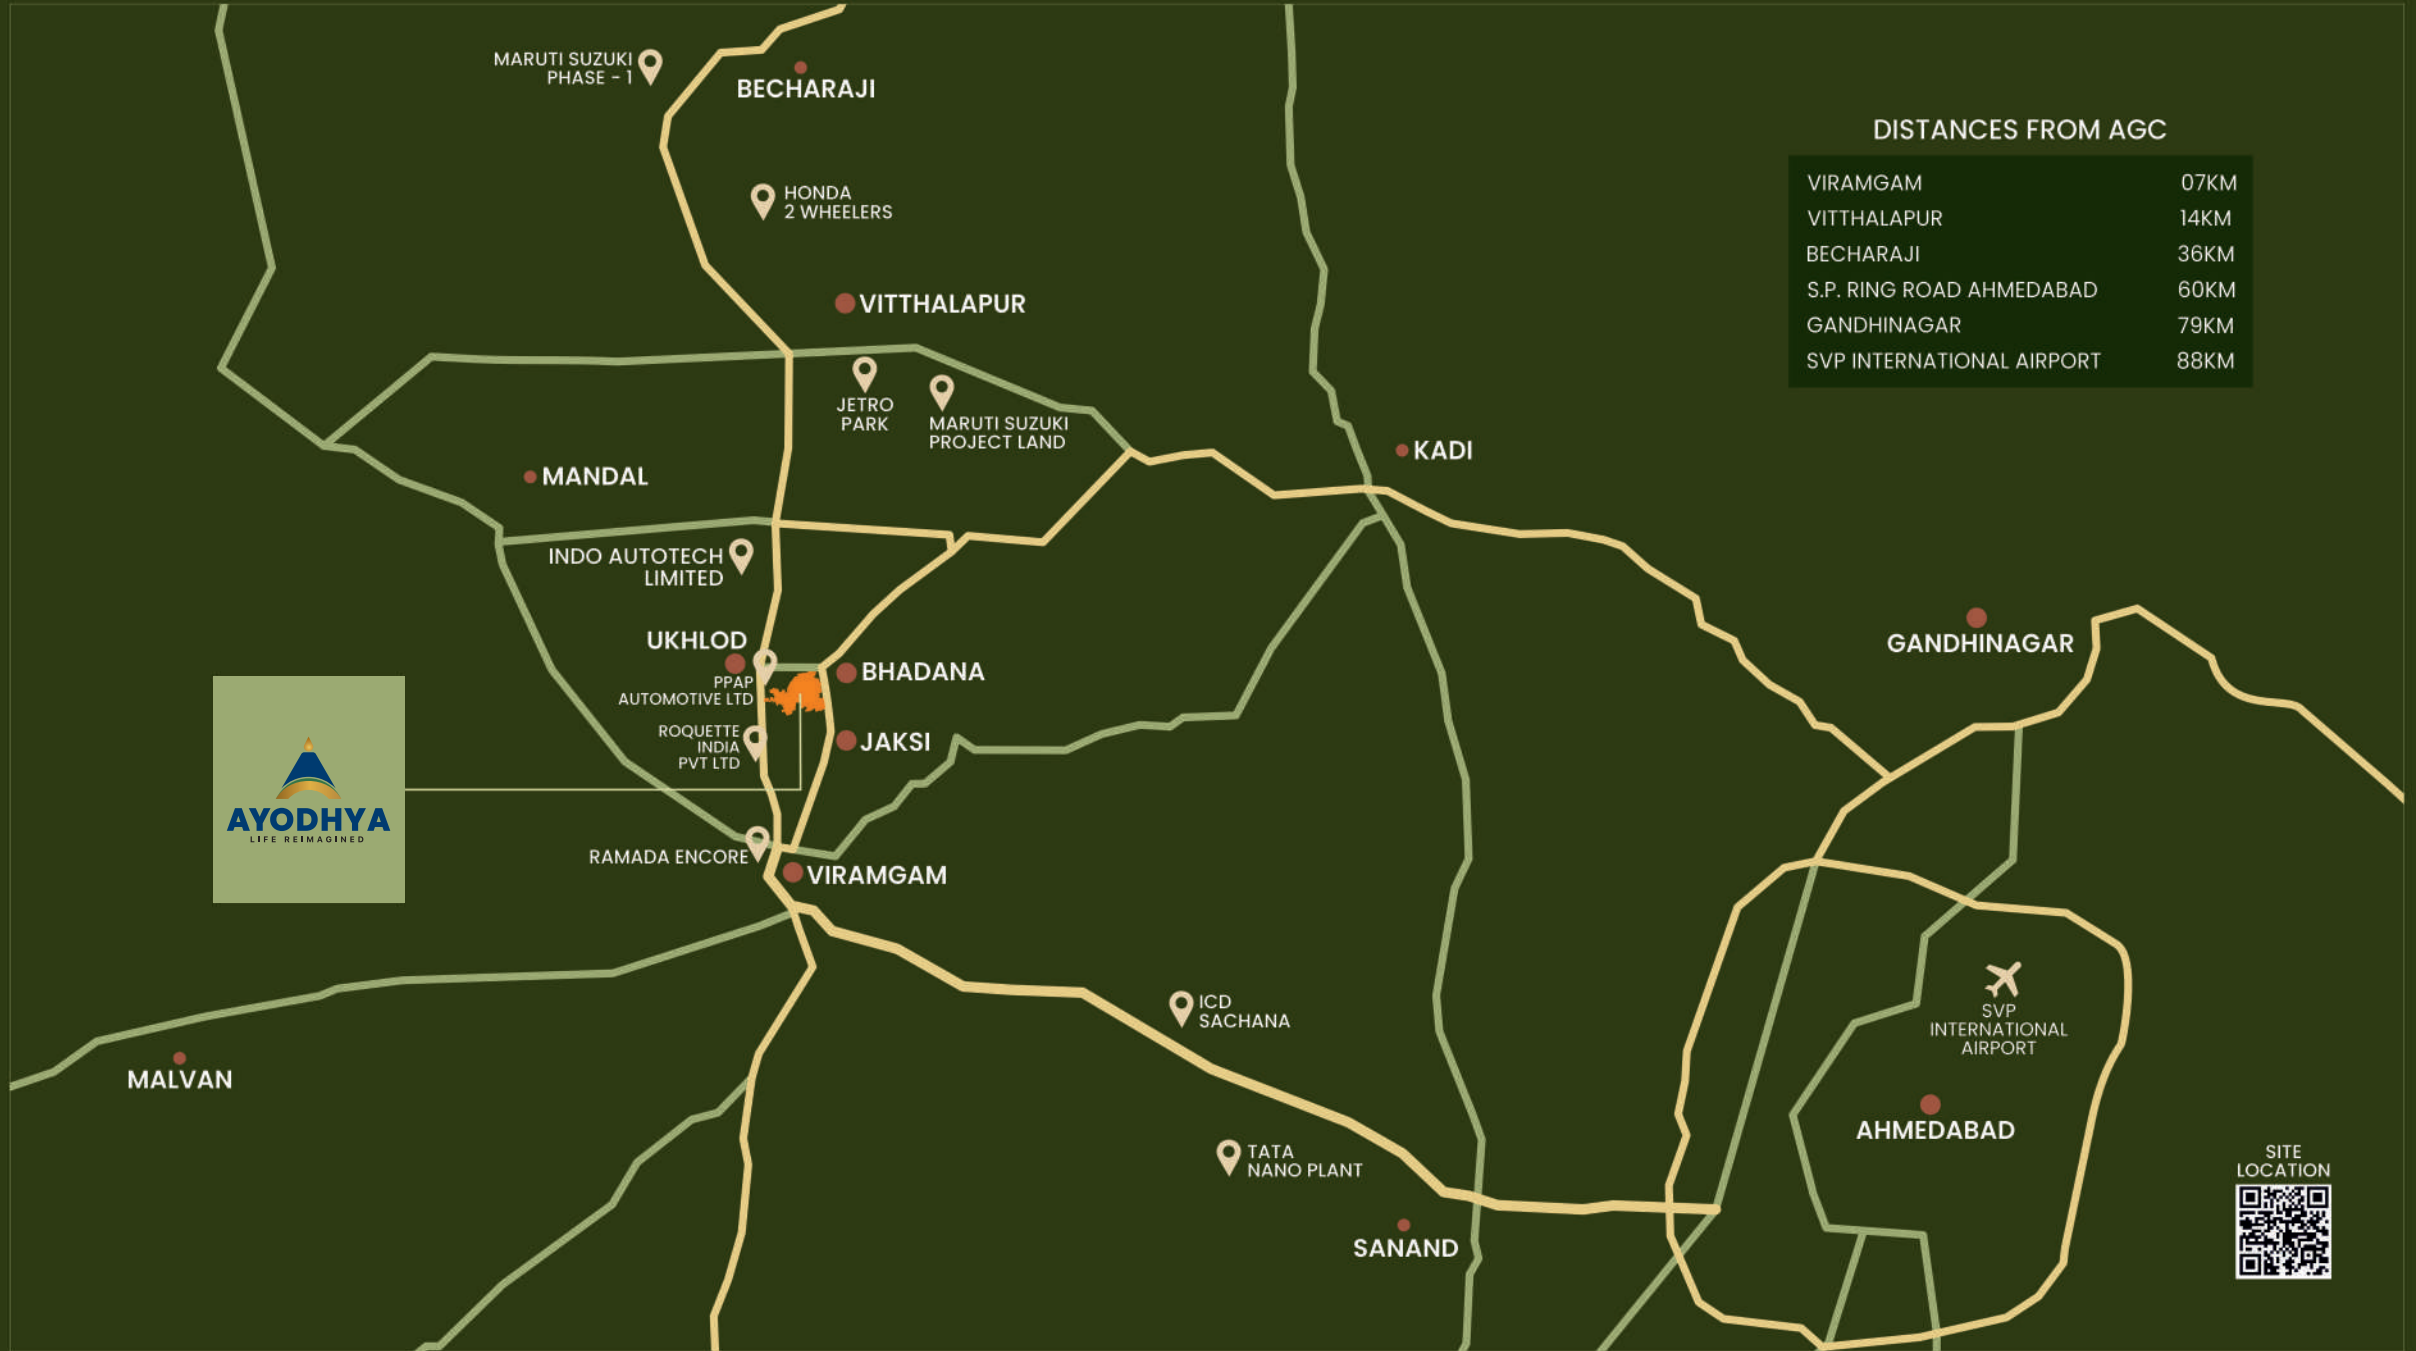 MARUTI SUZUKI
PHASE - 1
BECHARAJI
HONDA
2 WHEELERS
VITTHALAPUR
JETRO
PARK
MARUTI SUZUKI
PROJECT LAND
MANDAL
KADI
INDO AUTOTECH
LIMITED
UKHLOD
PPAP
AUTOMOTIVE LTD
BHADANA
ROQUETTE
INDIA
PVT LTD
JAKSI
AYODHYA
LIFE REIMAGINED
RAMADA ENCORE
VIRAMGAM
MALVAN
ICD
SACHANA
TATA
NANO PLANT
SANAND
DISTANCES FROM AGC
VIRAMGAM 07KM
VITTHALAPUR 14KM
BECHARAJI 36KM
S.P. RING ROAD AHMEDABAD 60KM
GANDHINAGAR 79KM
SVP INTERNATIONAL AIRPORT 88KM
GANDHINAGAR
SVP
INTERNATIONAL
AIRPORT
AHMEDABAD
SITE
LOCATION